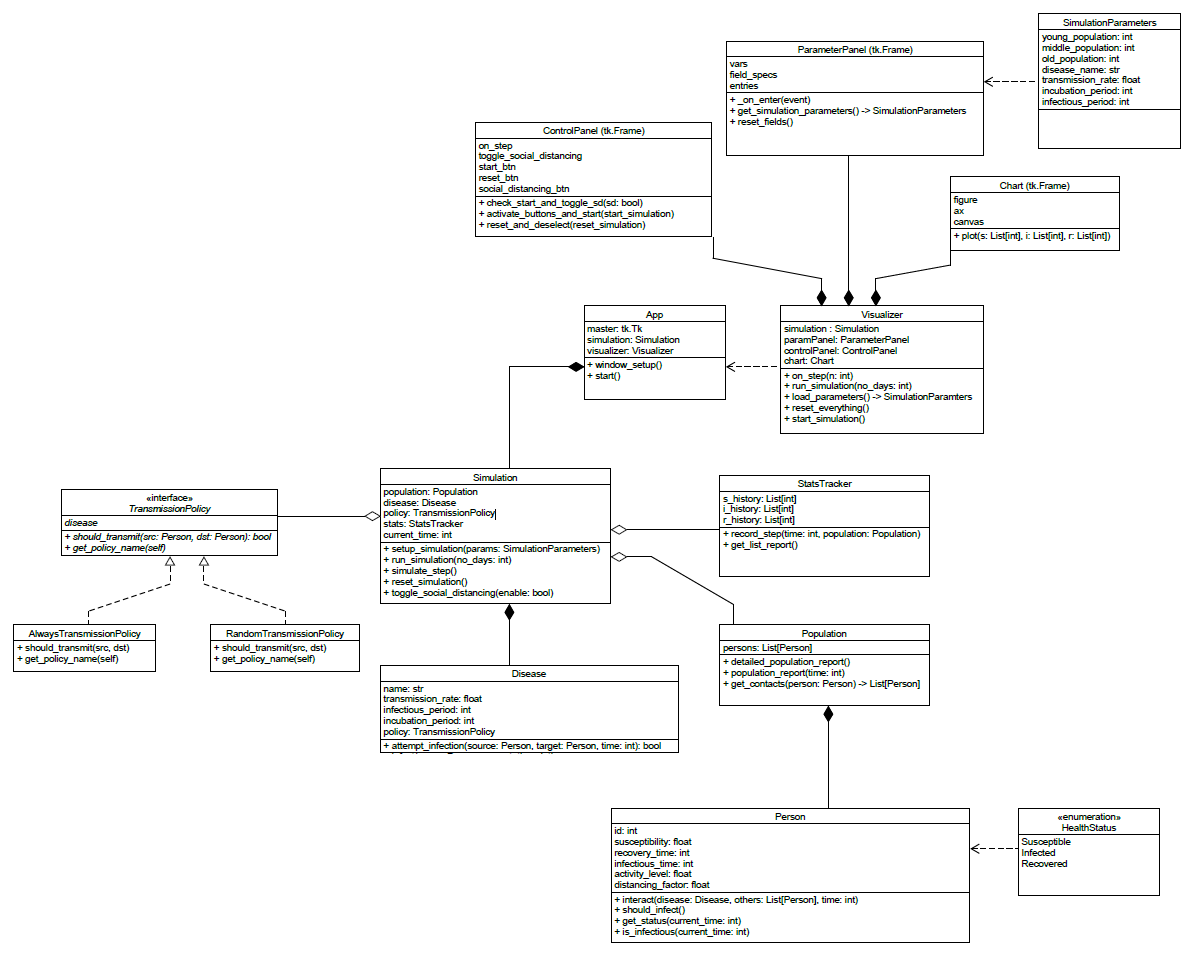 SimulationParameters
young_population: int
middle_population: int
old_population: int
disease_name: str
transmission_rate: float
incubation_period: int
infectious_period: int
ParameterPanel (tk.Frame)
vars
field_specs
entries
+ _on_enter(event)
+ get_simulation_parameters() -> SimulationParameters
+ reset_fields()
ControlPanel (tk.Frame)
on_step
toggle_social_distancing
start_btn
reset_btn
social_distancing_btn
+ check_start_and_toggle_sd(sd: bool)
+ activate_buttons_and_start(start_simulation)
+ reset_and_deselect(reset_simulation)
Chart (tk.Frame)
figure
ax
canvas
+ plot(s: List[int], i: List[int], r: List[int])
App
master: tk.Tk
simulation: Simulation
visualizer: Visualizer
+ window_setup()
+ start()
Visualizer
simulation : Simulation
paramPanel: ParameterPanel
controlPanel: ControlPanel
chart: Chart
+ on_step(n: int)
+ run_simulation(no_days: int)
+ load_parameters() -> SimulationParamters
+ reset_everything()
+ start_simulation()
«interface»
TransmissionPolicy
disease
+ should_transmit(src: Person, dst: Person): bool
+ get_policy_name(self)
Simulation
population: Population
disease: Disease
policy: TransmissionPolicy
stats: StatsTracker
current_time: int
+ setup_simulation(params: SimulationParameters)
+ run_simulation(no_days: int)
+ simulate_step()
+ reset_simulation()
+ toggle_social_distancing(enable: bool)
StatsTracker
s_history: List[int]
i_history: List[int]
r_history: List[int]
+ record_step(time: int, population: Population)
+ get_list_report()
AlwaysTransmissionPolicy
+ should_transmit(src, dst)
+ get_policy_name(self)
RandomTransmissionPolicy
+ should_transmit(src, dst)
+ get_policy_name(self)
Population
persons: List[Person]
+ detailed_population_report()
+ population_report(time: int)
+ get_contacts(person: Person) -> List[Person]
Disease
name: str
transmission_rate: float
infectious_period: int
incubation_period: int
policy: TransmissionPolicy
+ attempt_infection(source: Person, target: Person, time: int): bool
Person
id: int
susceptibility: float
recovery_time: int
infectious_time: int
activity_level: float
distancing_factor: float
+ interact(disease: Disease, others: List[Person], time: int)
+ should_infect()
+ get_status(current_time: int)
+ is_infectious(current_time: int)
«enumeration»
HealthStatus
Susceptible
Infected
Recovered